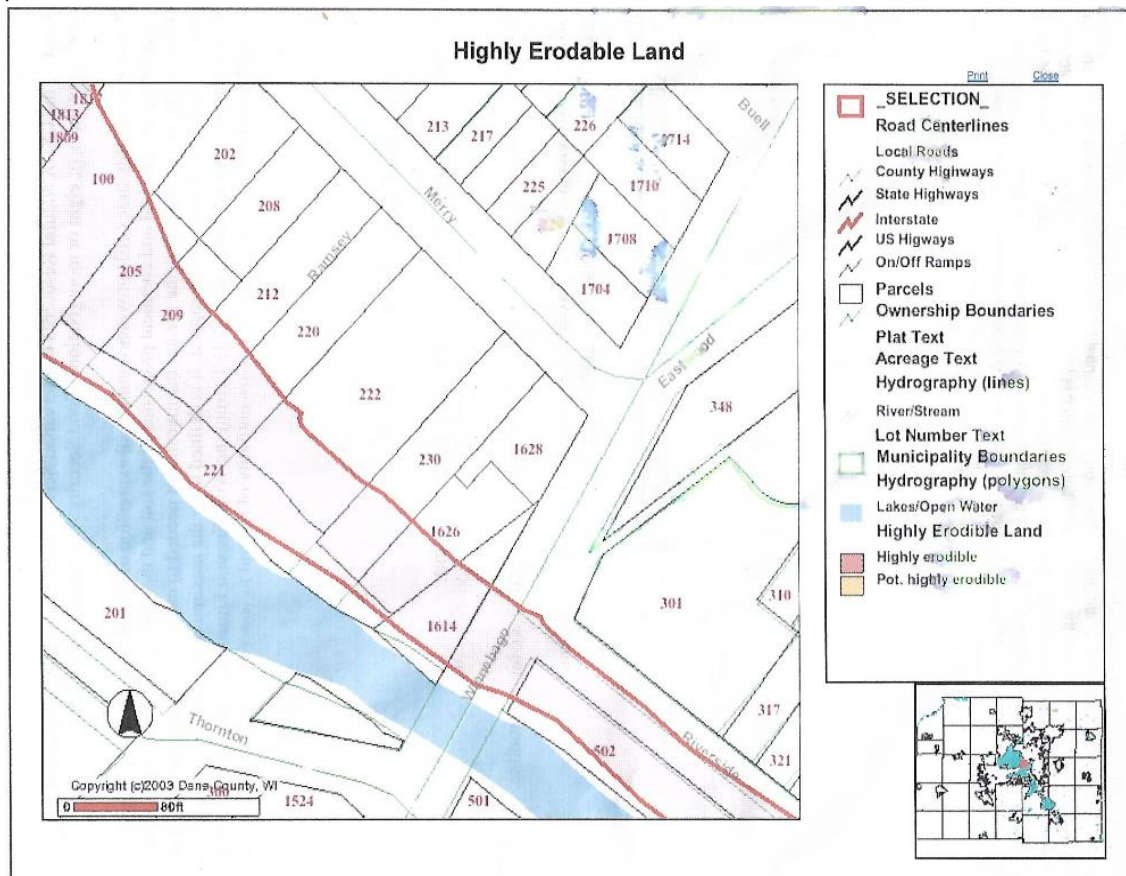 Highly Erodable Land
Print
Close
_SELECTION_
Road Centerlines
Local Roads
County Highways
State Highways
Interstate
US Higways
On/Off Ramps
Parcels
Ownership Boundaries
Plat Text
Acreage Text
Hydrography (lines)
River/Stream
Lot Number Text
Municipality Boundaries
Hydrography (polygons)
Lakes/Open Water
Highly Erodible Land
Highly erodible
Pot. highly erodible
1813
1809
100
202
208
205
209
212
Ramsey
220
222
221
230
1628
1626
1614
213
217
226
225
1714
1710
1708
1704
Buell
Merry
Eastwood
348
301
310
317
321
Winnebago
Riverside
502
501
201
Thornton
1524
Copyright (c)2003 Dane County, WI
0 80ft